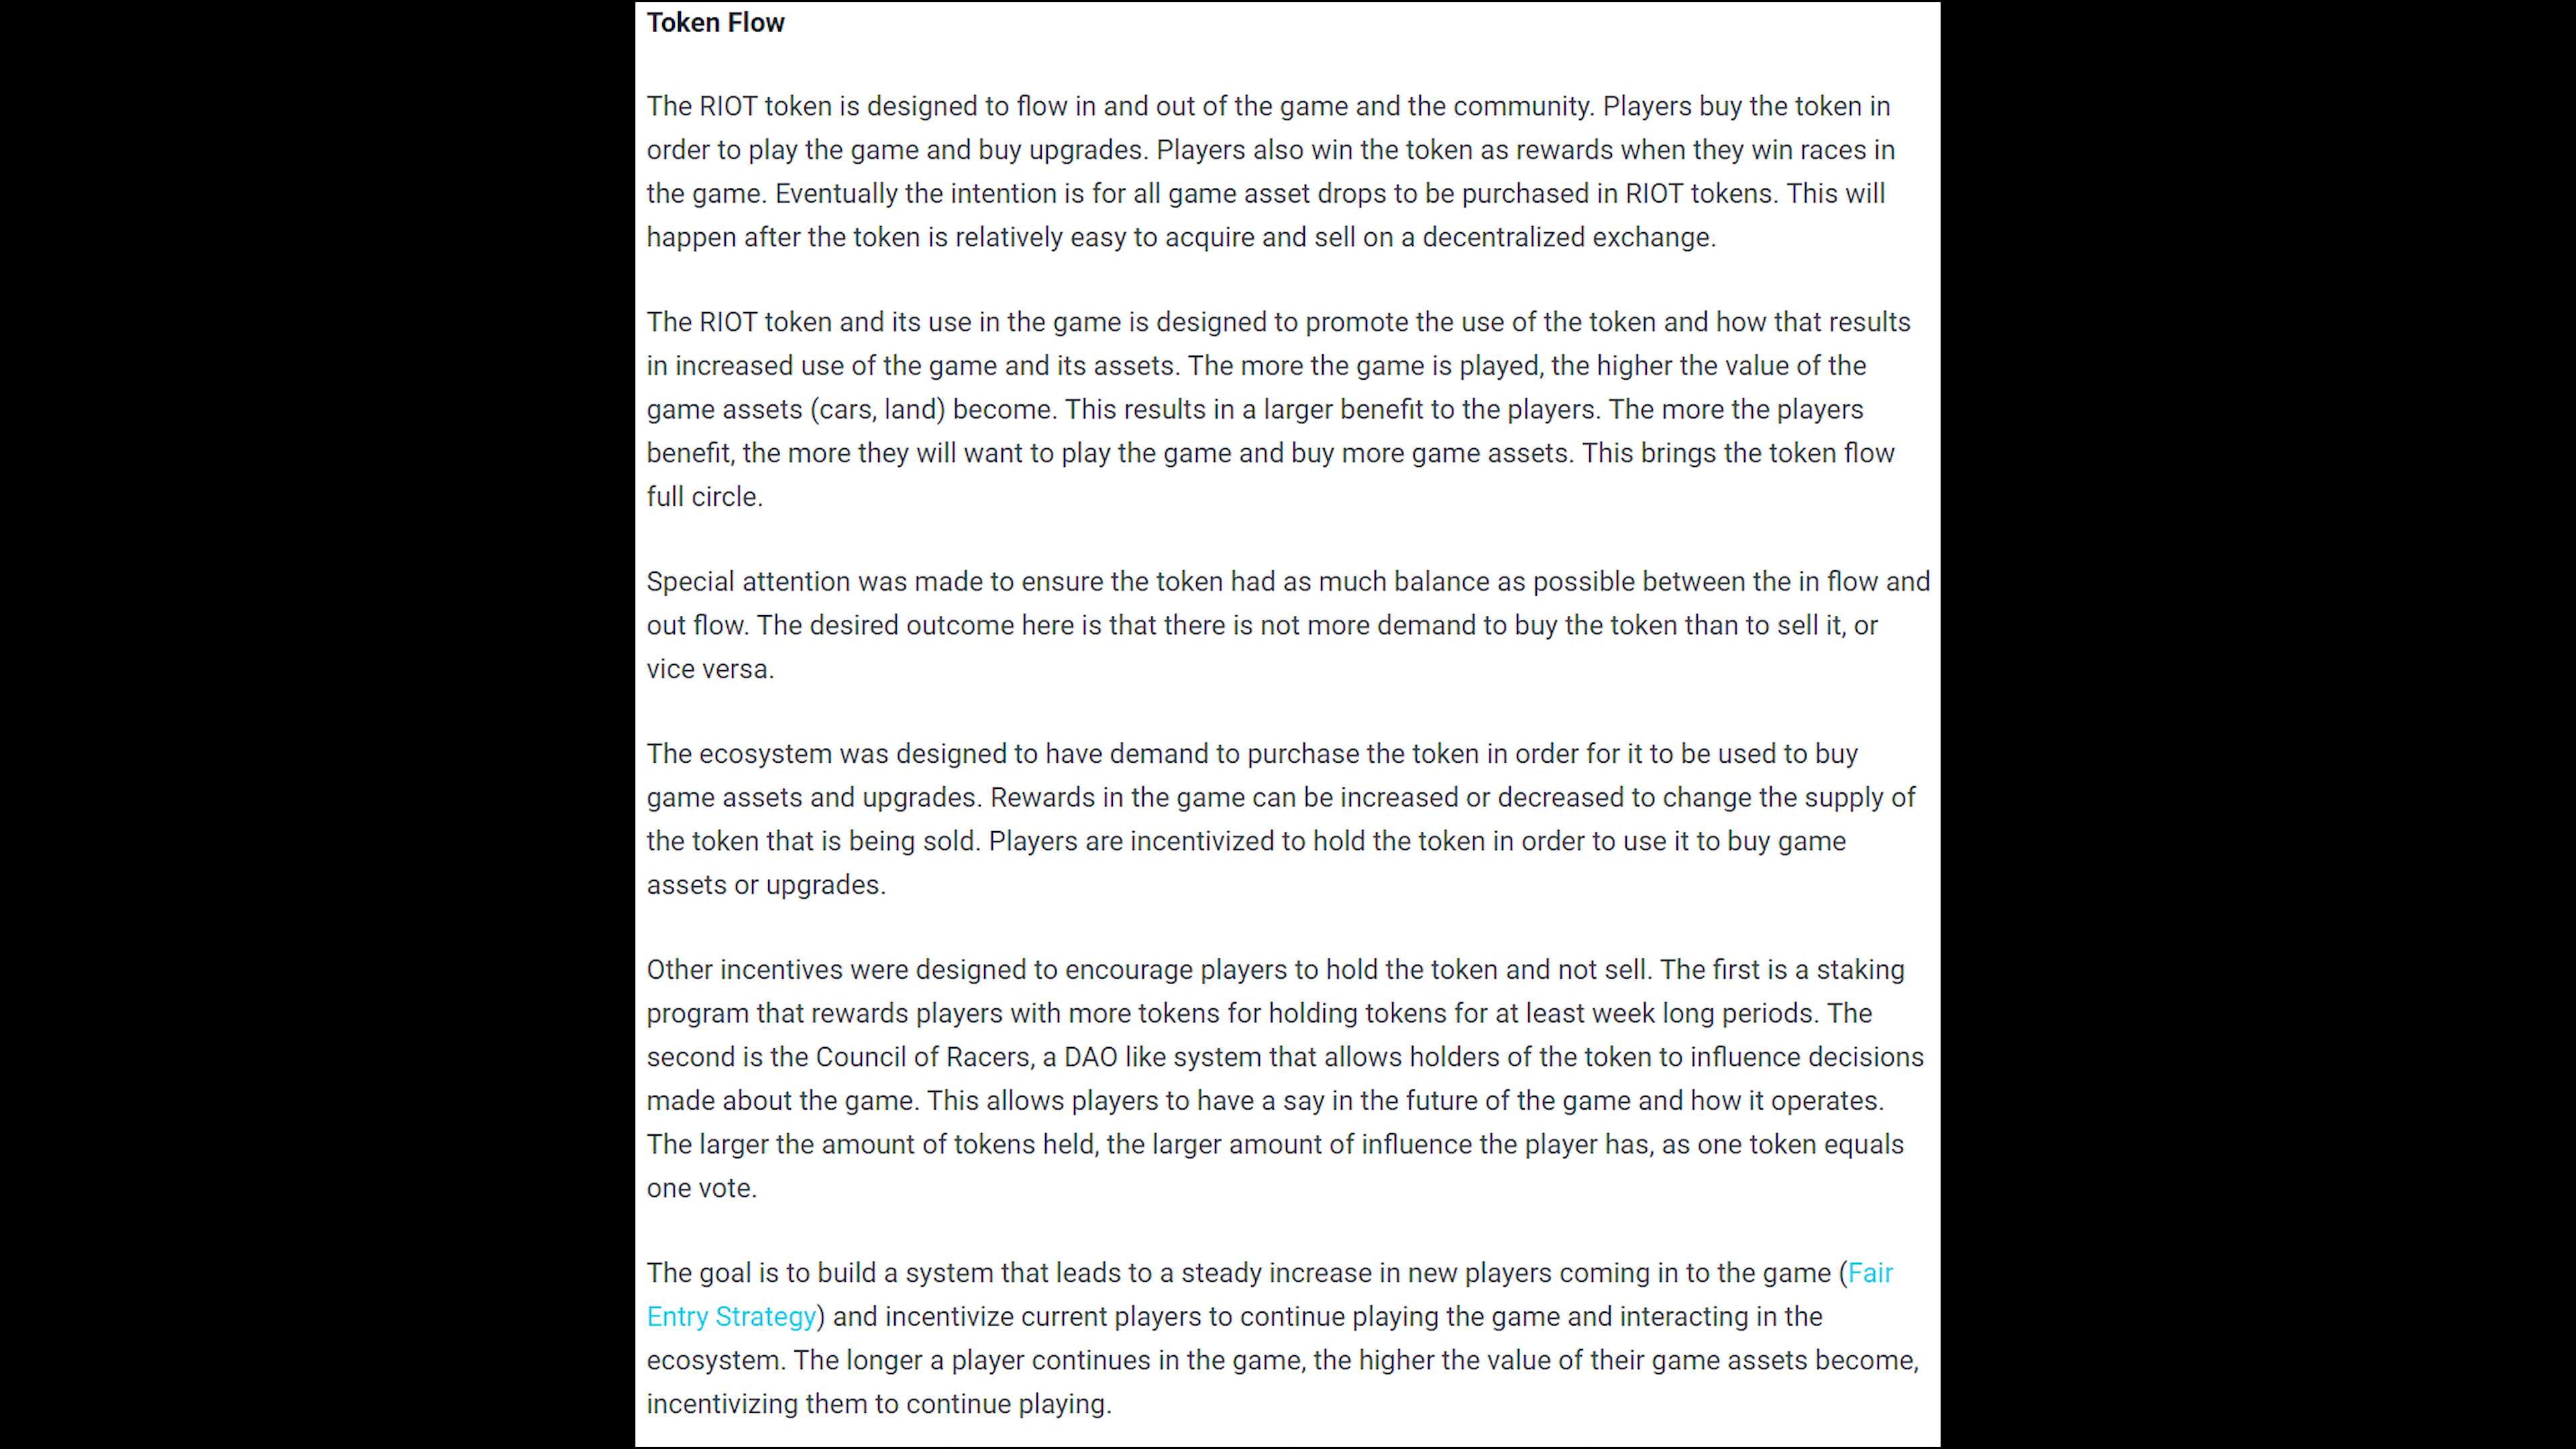 Token Flow
The RIOT token is designed to flow in and out of the game and the community. Players buy the token in
order to play the game and buy upgrades. Players also win the token as rewards when they win races in
the game. Eventually the intention is for all game asset drops to be purchased in RIOT tokens. This will
happen after the token is relatively easy to acquire and sell on a decentralized exchange.
The RIOT token and its use in the game is designed to promote the use of the token and how that results
in increased use of the game and its assets. The more the game is played, the higher the value of the
game assets (cars, land) become. This results in a larger benefit to the players. The more the players
benefit, the more they will want to play the game and buy more game assets. This brings the token flow
full circle.
Special attention was made to ensure the token had as much balance as possible between the in flow and
out flow. The desired outcome here is that there is not more demand to buy the token than to sell it, or
vice versa.
The ecosystem was designed to have demand to purchase the token in order for it to be used to buy
game assets and upgrades. Rewards in the game can be increased or decreased to change the supply of
the token that is being sold. Players are incentivized to hold the token in order to use it to buy game
assets or upgrades.
Other incentives were designed to encourage players to hold the token and not sell. The first is a staking
program that rewards players with more tokens for holding tokens for at least week long periods. The
second is the Council of Racers, a DAO like system that allows holders of the token to influence decisions
made about the game. This allows players to have a say in the future of the game and how it operates.
The larger the amount of tokens held, the larger amount of influence the player has, as one token equals
one vote.
The goal is to build a system that leads to a steady increase in new players coming in to the game (Fair
Entry Strategy) and incentivize current players to continue playing the game and interacting in the
ecosystem. The longer a player continues in the game, the higher the value of their game assets become,
incentivizing them to continue playing.